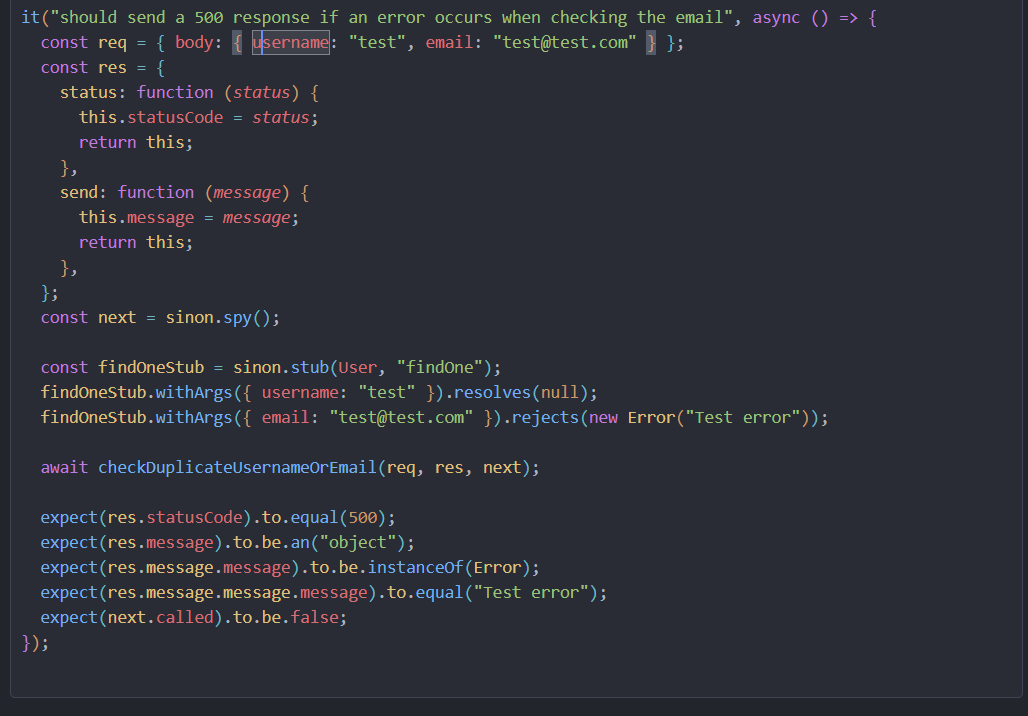 it("should send a 500 response if an error occurs when checking the email", async () => {
  const req = { body: { username: "test", email: "test@test.com" } };
  const res = {
    status: function (status) {
      this.statusCode = status;
      return this;
    },
    send: function (message) {
      this.message = message;
      return this;
    },
  };
  const next = sinon.spy();

  const findOneStub = sinon.stub(User, "findOne");
  findOneStub.withArgs({ username: "test" }).resolves(null);
  findOneStub.withArgs({ email: "test@test.com" }).rejects(new Error("Test error"));

  await checkDuplicateUsernameOrEmail(req, res, next);

  expect(res.statusCode).to.equal(500);
  expect(res.message).to.be.an("object");
  expect(res.message.message).to.be.instanceOf(Error);
  expect(res.message.message.message).to.equal("Test error");
  expect(next.called).to.be.false;
});